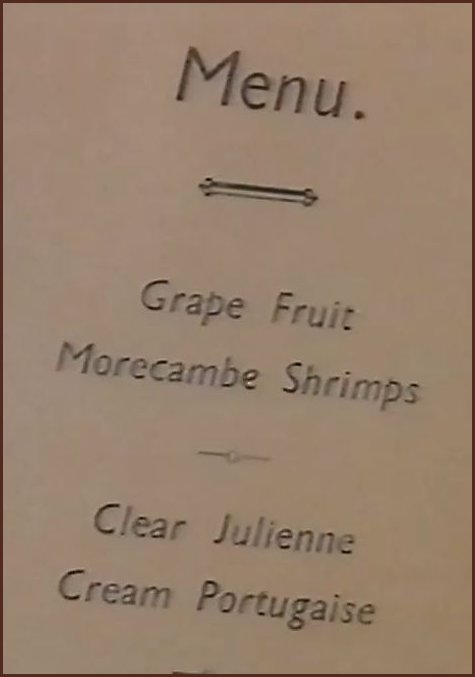 Menu.
Grape Fruit
Morecambe Shrimps
Clear Julienne
Cream Portugaise